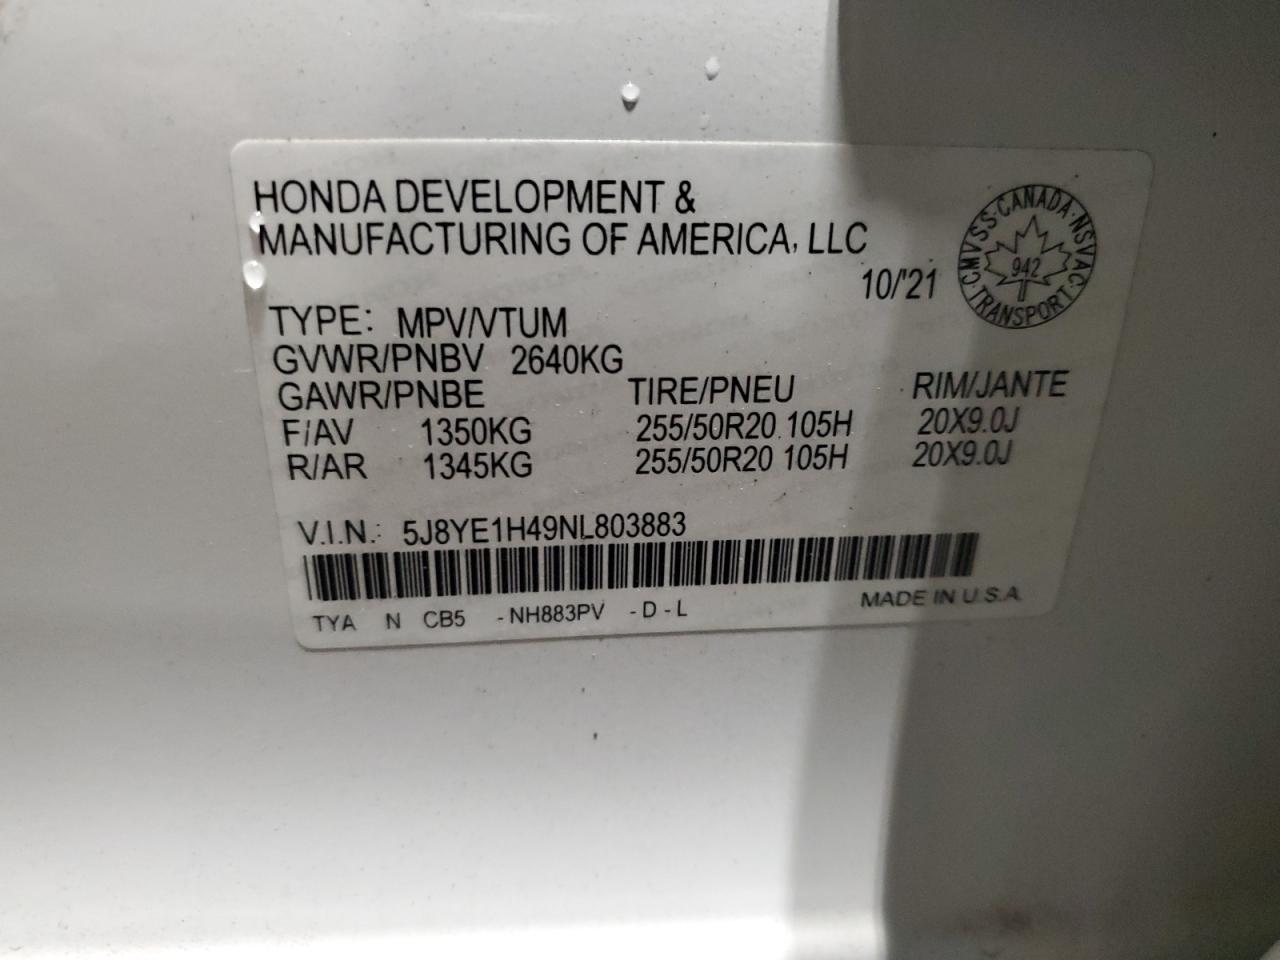 HONDA DEVELOPMENT &
MANUFACTURING OF AMERICA, LLC
10/'21
CMVSS · CANADA · NSVAC · TRANSPORT ·
942
TYPE: MPV/VTUM
GVWR/PNBV 2640KG
GAWR/PNBE TIRE/PNEU RIM/JANTE
F/AV 1350KG 255/50R20 105H 20X9.0J
R/AR 1345KG 255/50R20 105H 20X9.0J
V.I.N.: 5J8YE1H49NL803883
TYA N CB5 -NH883PV -D-L MADE IN U.S.A.